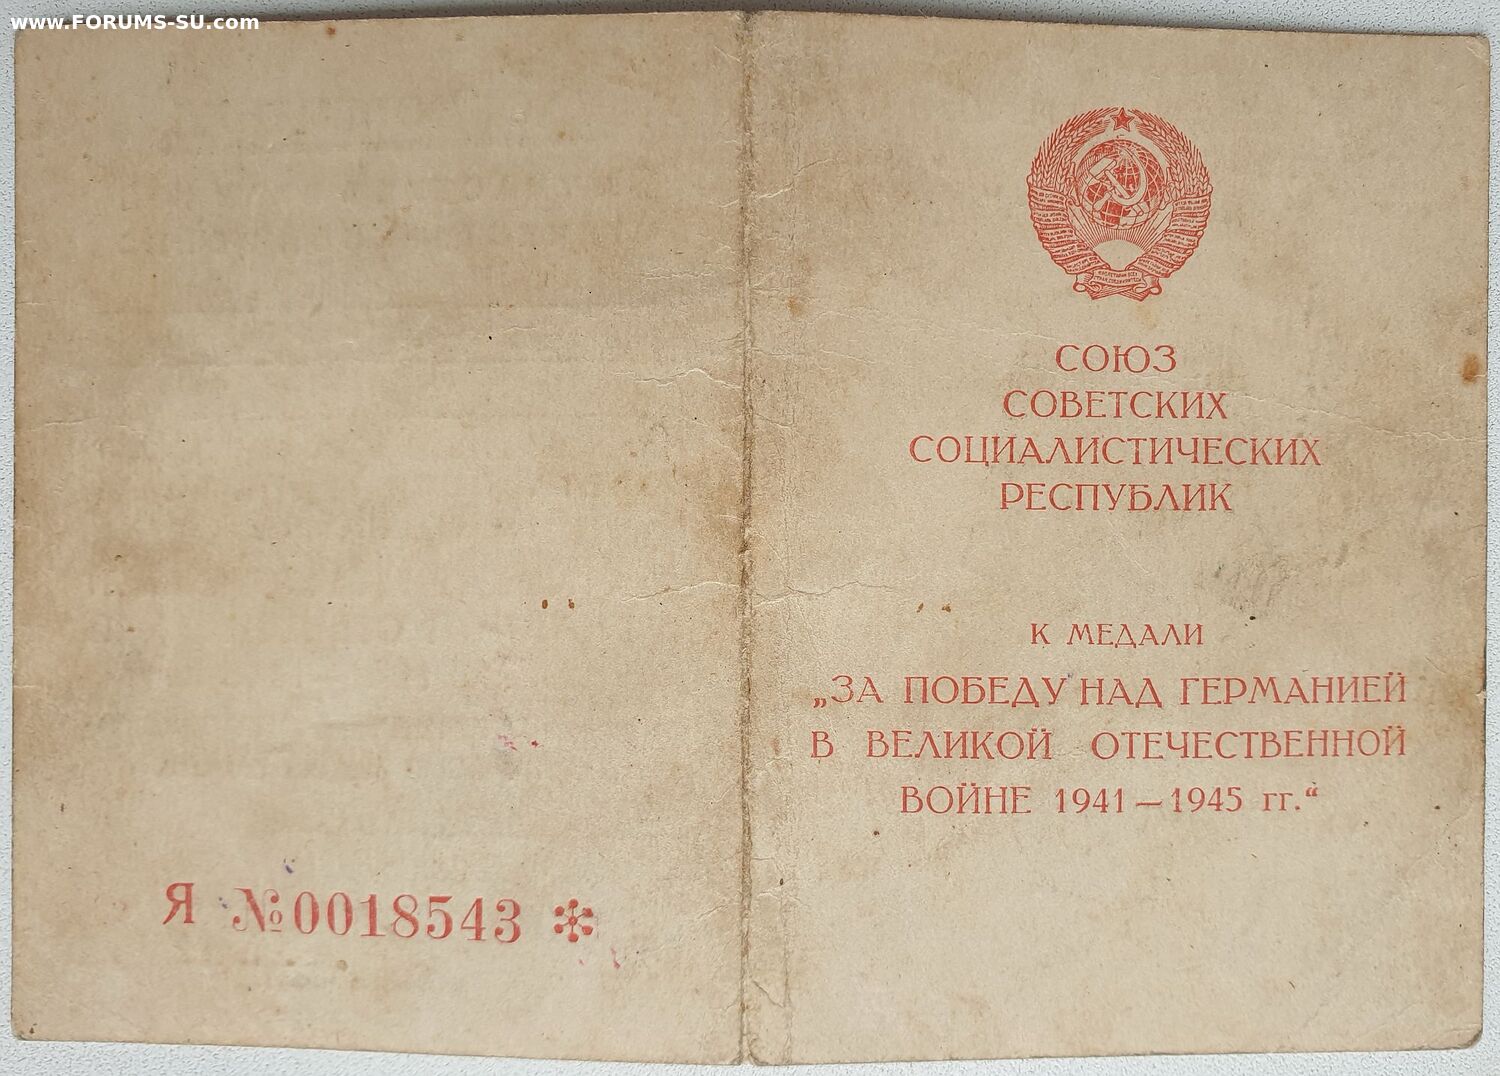 www.FORUMS-SU.com
СОЮЗ
СОВЕТСКИХ
СОЦИАЛИСТИЧЕСКИХ
РЕСПУБЛИК
К МЕДАЛИ
„ЗА ПОБЕДУ НАД ГЕРМАНИЕЙ
В ВЕЛИКОЙ ОТЕЧЕСТВЕННОЙ
ВОЙНЕ 1941—1945 гг.“
Я №0018543 *